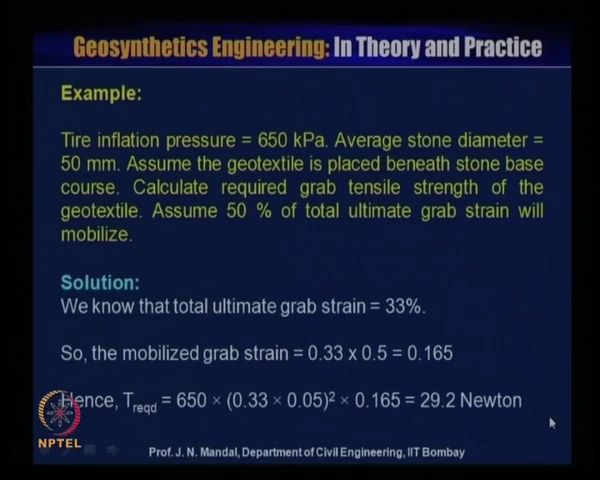 Geosynthetics Engineering: In Theory and Practice
Example:
Tire inflation pressure = 650 kPa. Average stone diameter =
50 mm. Assume the geotextile is placed beneath stone base
course. Calculate required grab tensile strength of the
geotextile. Assume 50 % of total ultimate grab strain will
mobilize.
Solution:
We know that total ultimate grab strain = 33%.
So, the mobilized grab strain = 0.33 x 0.5 = 0.165
Hence, Treqd = 650 × (0.33 × 0.05)² × 0.165 = 29.2 Newton
NPTEL
Prof. J. N. Mandal, Department of Civil Engineering, IIT Bombay